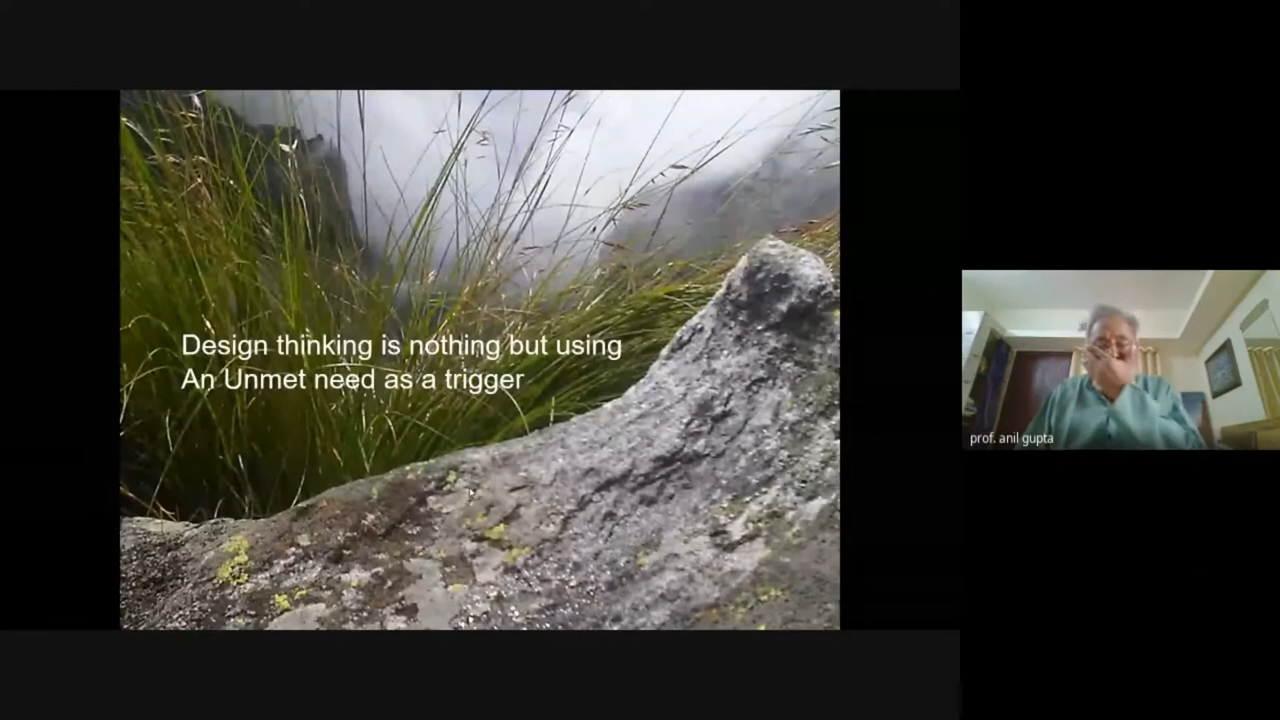 Design thinking is nothing but using
An Unmet need as a trigger
prof. anil gupta